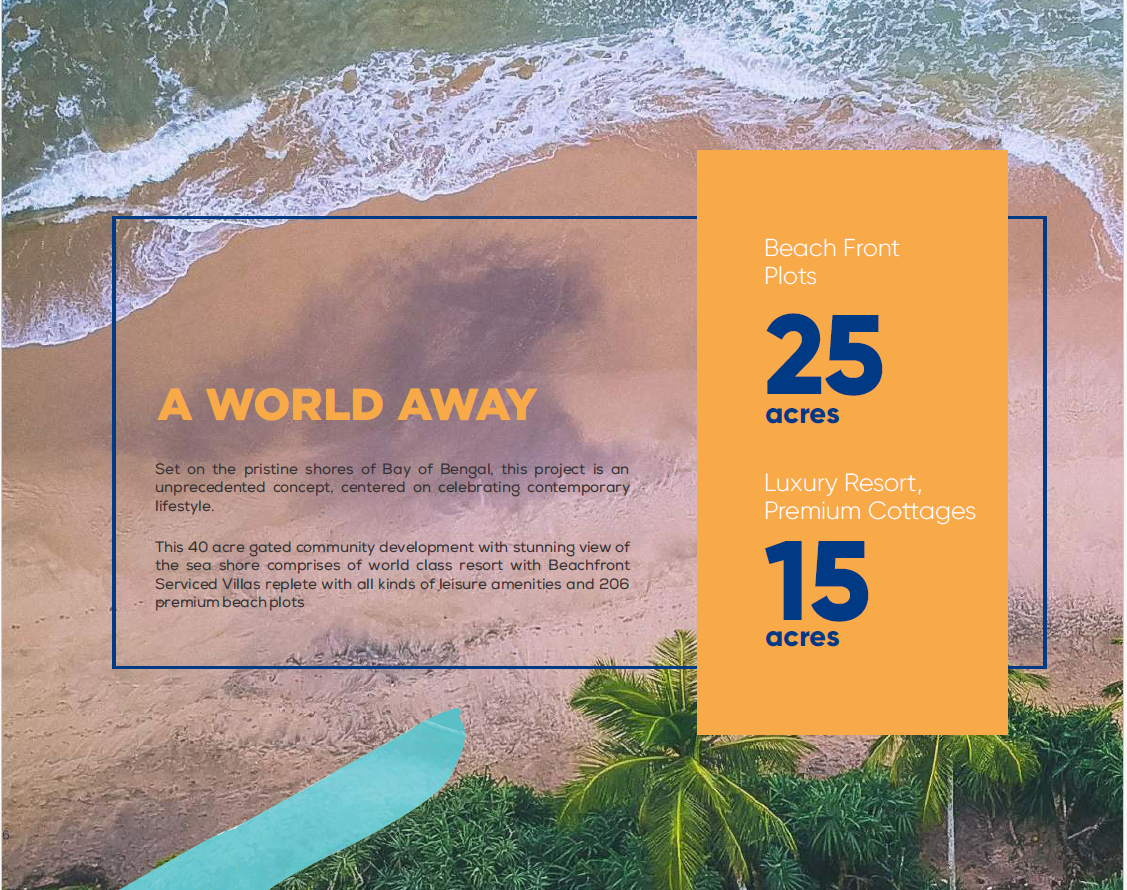 A WORLD AWAY
Set on the pristine shores of Bay of Bengal, this project is an
unprecedented concept, centered on celebrating contemporary
lifestyle.
This 40 acre gated community development with stunning view of
the sea shore comprises of world class resort with Beachfront
Serviced Villas replete with all kinds of leisure amenities and 206
premium beach plots
Beach Front
Plots
25
acres
Luxury Resort,
Premium Cottages
15
acres
6